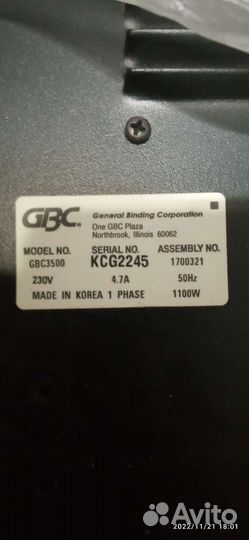 GBC® General Binding Corporation
One GBC Plaza
Northbrook, Illinois 60062
MODEL NO. SERIAL NO. ASSEMBLY NO.
GBC3500 KCG2245 1700321
230V 4.7A 50Hz
MADE IN KOREA 1 PHASE 1100W
Avito
2022/11/21 18:01